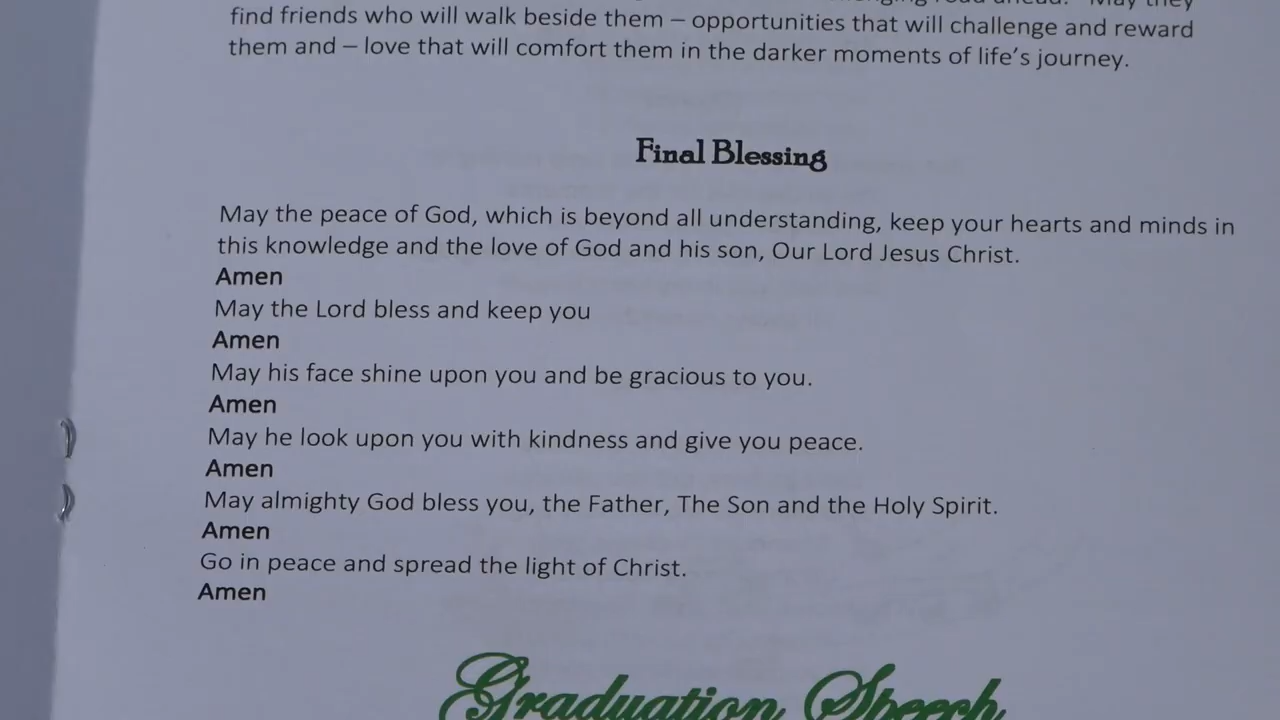 find friends who will walk beside them – opportunities that will challenge and reward
them and – love that will comfort them in the darker moments of life's journey.
Final Blessing
May the peace of God, which is beyond all understanding, keep your hearts and minds in
this knowledge and the love of God and his son, Our Lord Jesus Christ.
Amen
May the Lord bless and keep you
Amen
May his face shine upon you and be gracious to you.
Amen
May he look upon you with kindness and give you peace.
Amen
May almighty God bless you, the Father, The Son and the Holy Spirit.
Amen
Go in peace and spread the light of Christ.
Amen
Graduation Speech